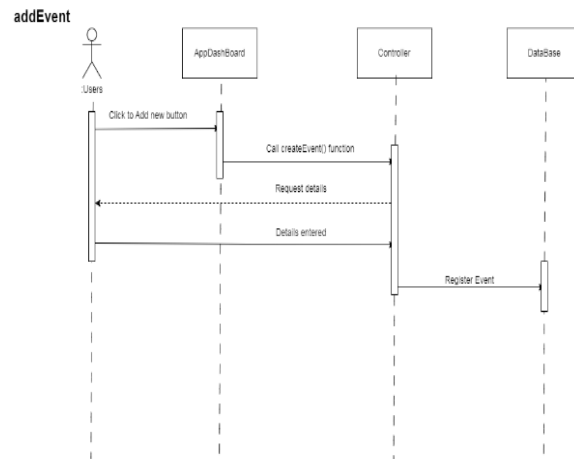 addEvent
AppDashBoard
Controller
DataBase
:Users
Click to Add new button
Call createEvent() function
Request details
Details entered
Register Event